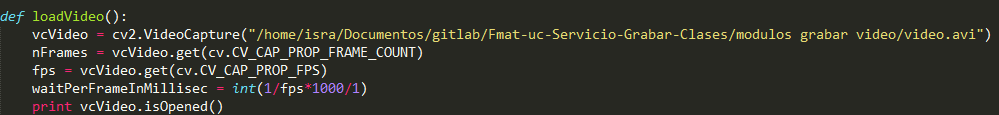 def loadVideo():
    vcVideo = cv2.VideoCapture("/home/isra/Documentos/gitlab/Fmat-uc-Servicio-Grabar-Clases/modulos grabar video/video.avi")
    nFrames = vcVideo.get(cv.CV_CAP_PROP_FRAME_COUNT)
    fps = vcVideo.get(cv.CV_CAP_PROP_FPS)
    waitPerFrameInMillisec = int(1/fps*1000/1)
    print vcVideo.isOpened()